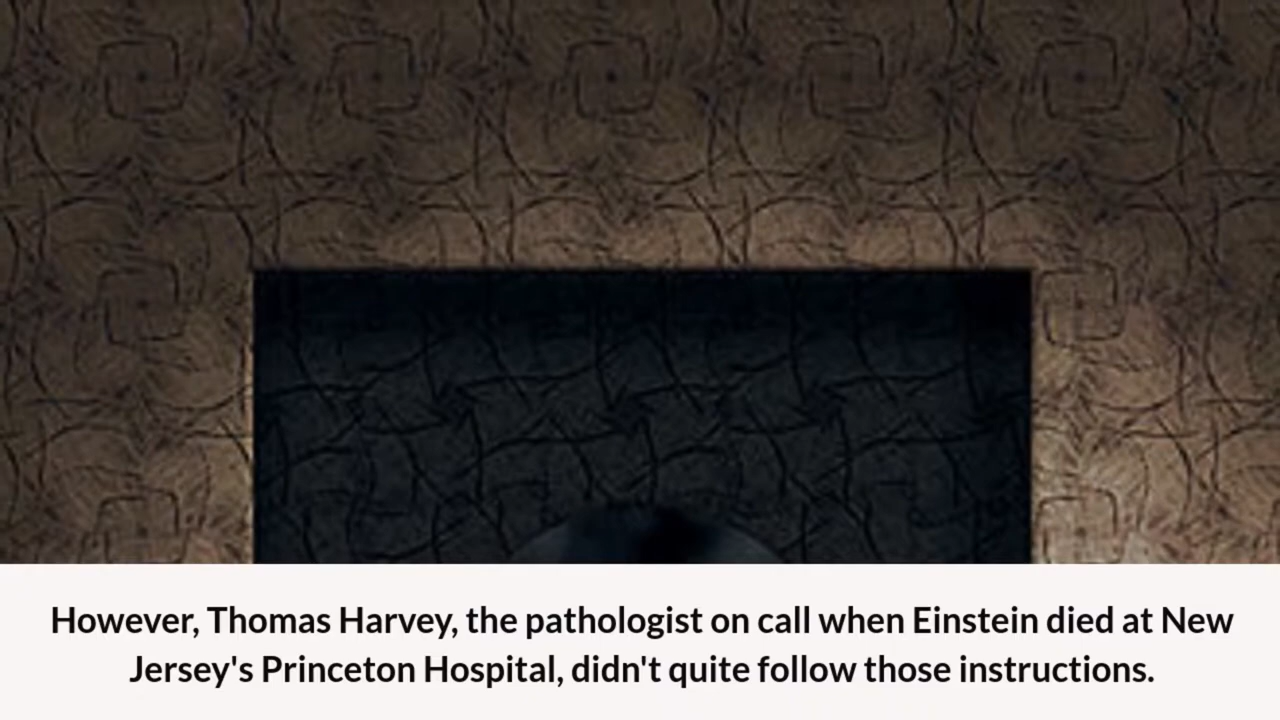 However, Thomas Harvey, the pathologist on call when Einstein died at New
Jersey's Princeton Hospital, didn't quite follow those instructions.